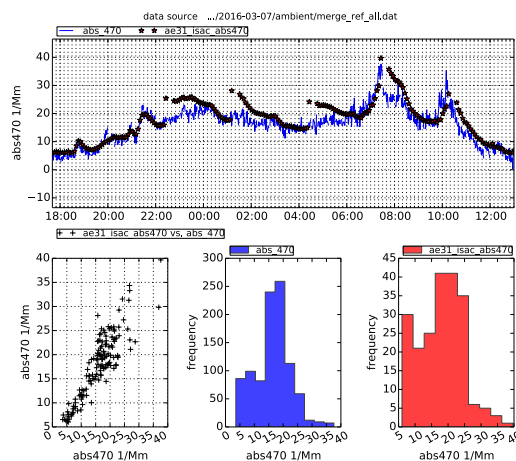 data source .../2016-03-07/ambient/merge_ref_all.dat
abs_470 ae31_isac_abs470
abs470 1/Mm
40
30
20
10
0
−10
18:00 20:00 22:00 00:00 02:00 04:00 06:00 08:00 10:00 12:00
ae31_isac_abs470 vs, abs_470
abs470 1/Mm
40
35
30
25
20
15
10
5
5 10 15 20 25 30 35 40
abs470 1/Mm
abs_470
frequency
300
250
200
150
100
50
0
5 10 15 20 25 30 35 40
abs470 1/Mm
ae31_isac_abs470
frequency
45
40
35
30
25
20
15
10
5
0
5 10 15 20 25 30 35 40
abs470 1/Mm